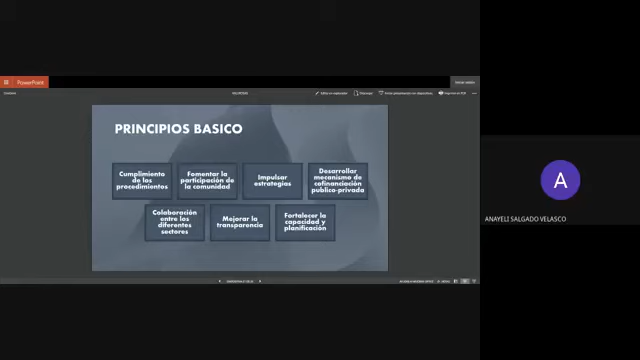 PowerPoint
PRINCIPIOS BASICO
Cumplimiento
de los
procedimientos
Fomentar la
participación de
la comunidad
Impulsar
estrategias
Desarrollar
mecanismo de
cofinanciación
publico-privada
Colaboración
entre los
diferentes
sectores
Mejorar la
transparencia
Fortalecer la
capacidad y
planificación
A
ANAYELI SALGADO VELASCO